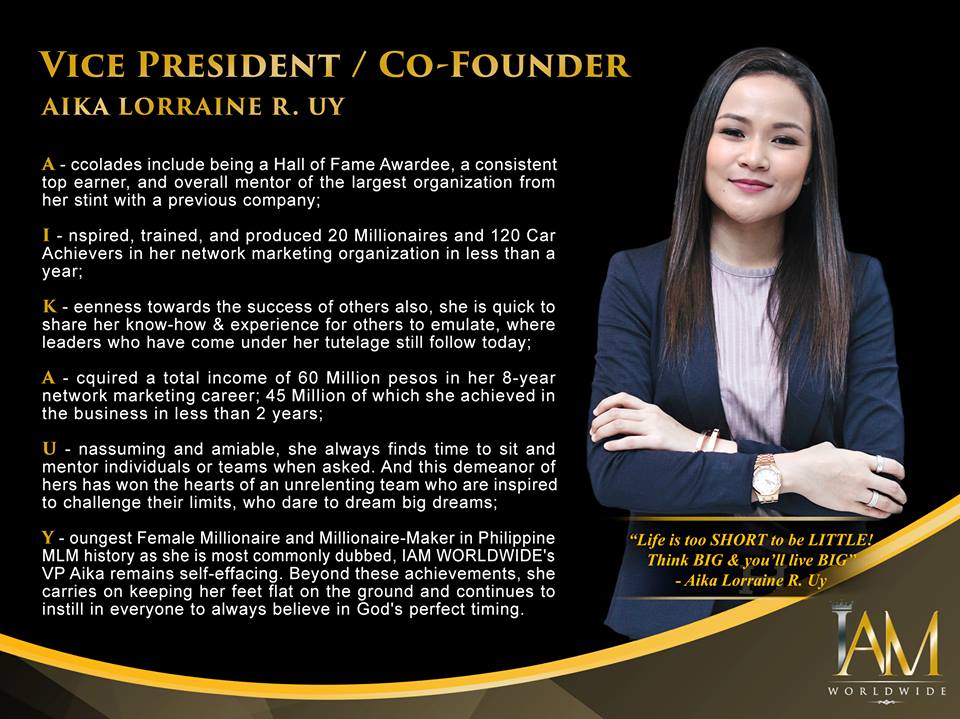 VICE PRESIDENT / CO-FOUNDER
AIKA LORRAINE R. UY
A - ccolades include being a Hall of Fame Awardee, a consistent
top earner, and overall mentor of the largest organization from
her stint with a previous company;
I - nspired, trained, and produced 20 Millionaires and 120 Car
Achievers in her network marketing organization in less than a
year;
K - eenness towards the success of others also, she is quick to
share her know-how & experience for others to emulate, where
leaders who have come under her tutelage still follow today;
A - cquired a total income of 60 Million pesos in her 8-year
network marketing career; 45 Million of which she achieved in
the business in less than 2 years;
U - nassuming and amiable, she always finds time to sit and
mentor individuals or teams when asked. And this demeanor of
hers has won the hearts of an unrelenting team who are inspired
to challenge their limits, who dare to dream big dreams;
Y - oungest Female Millionaire and Millionaire-Maker in Philippine
MLM history as she is most commonly dubbed, IAM WORLDWIDE's
VP Aika remains self-effacing. Beyond these achievements, she
carries on keeping her feet flat on the ground and continues to
instill in everyone to always believe in God's perfect timing.
“Life is too SHORT to be LITTLE!
Think BIG & you’ll live BIG”
- Aika Lorraine R. Uy
IAM
WORLDWIDE